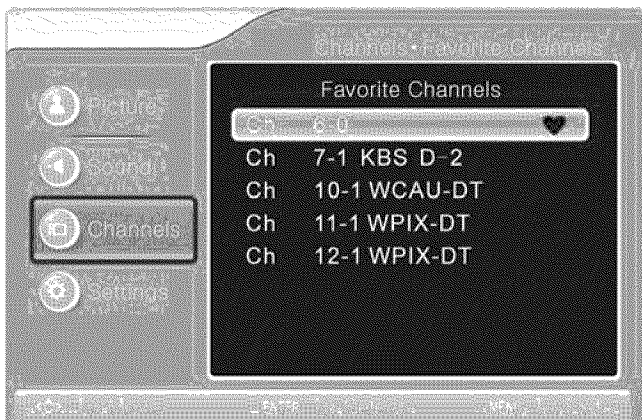 Channels • Favorite Channels
Picture
Sound
Channels
Settings
Favorite Channels
Ch 6-0
Ch 7-1 KBS D-2
Ch 10-1 WCAU-DT
Ch 11-1 WPIX-DT
Ch 12-1 WPIX-DT